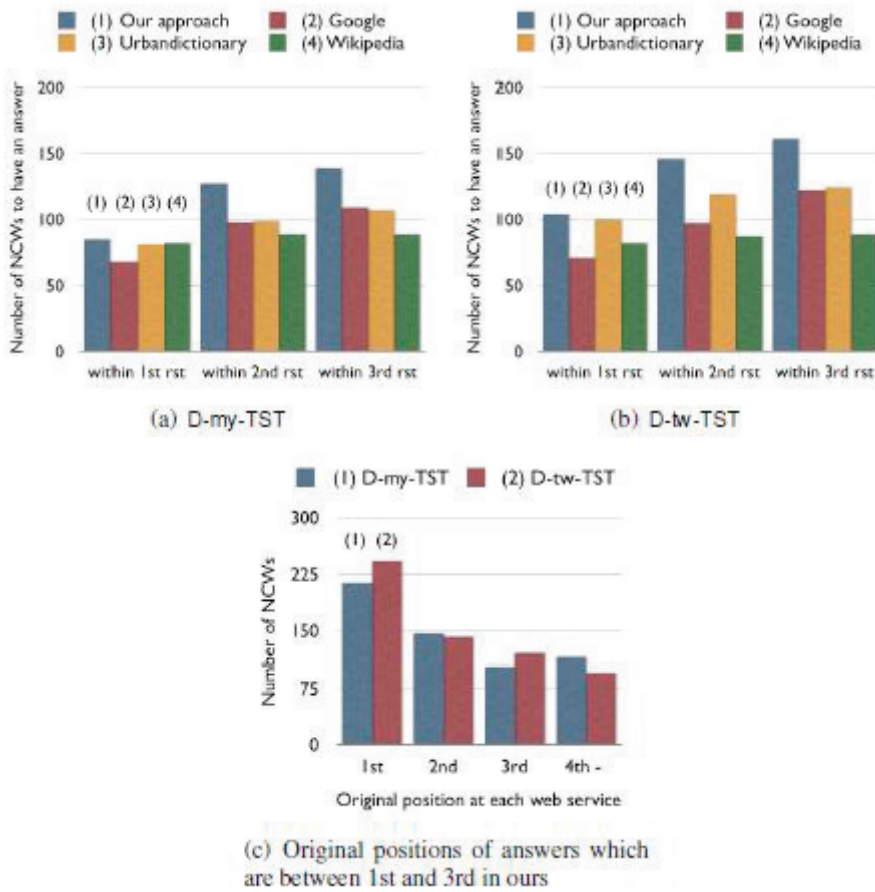 (1) Our approach (2) Google
(3) Urbandictionary (4) Wikipedia
Number of NCWs to have an answer
200
150
100
50
0
(1) (2) (3) (4)
within 1st rst within 2nd rst within 3rd rst
(a) D-my-TST
(1) Our approach (2) Google
(3) Urbandictionary (4) Wikipedia
Number of NCWs to have an answer
200
150
100
50
0
(1) (2) (3) (4)
within 1st rst within 2nd rst within 3rd rst
(b) D-tw-TST
(1) D-my-TST (2) D-tw-TST
Number of NCWs
300
225
150
75
0
(1) (2)
1st 2nd 3rd 4th -
Original position at each web service
(c) Original positions of answers which
are between 1st and 3rd in ours